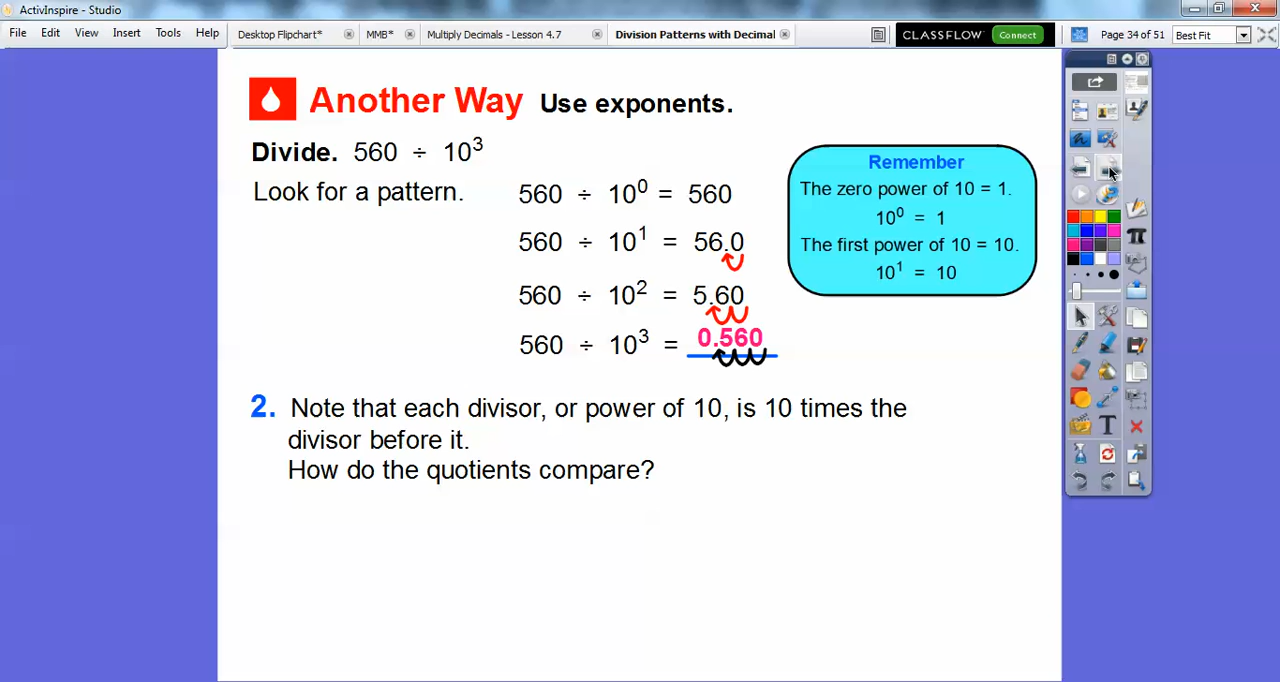 ActivInspire - Studio
File Edit View Insert Tools Help
Desktop Flipchart* MMB* Multiply Decimals - Lesson 4.7 Division Patterns with Decimal
CLASSFLOW Connect
Page 34 of 51 Best Fit
Another Way Use exponents.
Divide. 560 ÷ 10³
Look for a pattern.
560 ÷ 10⁰ = 560
560 ÷ 10¹ = 56.0
560 ÷ 10² = 5.60
560 ÷ 10³ = 0.560
Remember
The zero power of 10 = 1.
10⁰ = 1
The first power of 10 = 10.
10¹ = 10
2. Note that each divisor, or power of 10, is 10 times the
divisor before it.
How do the quotients compare?